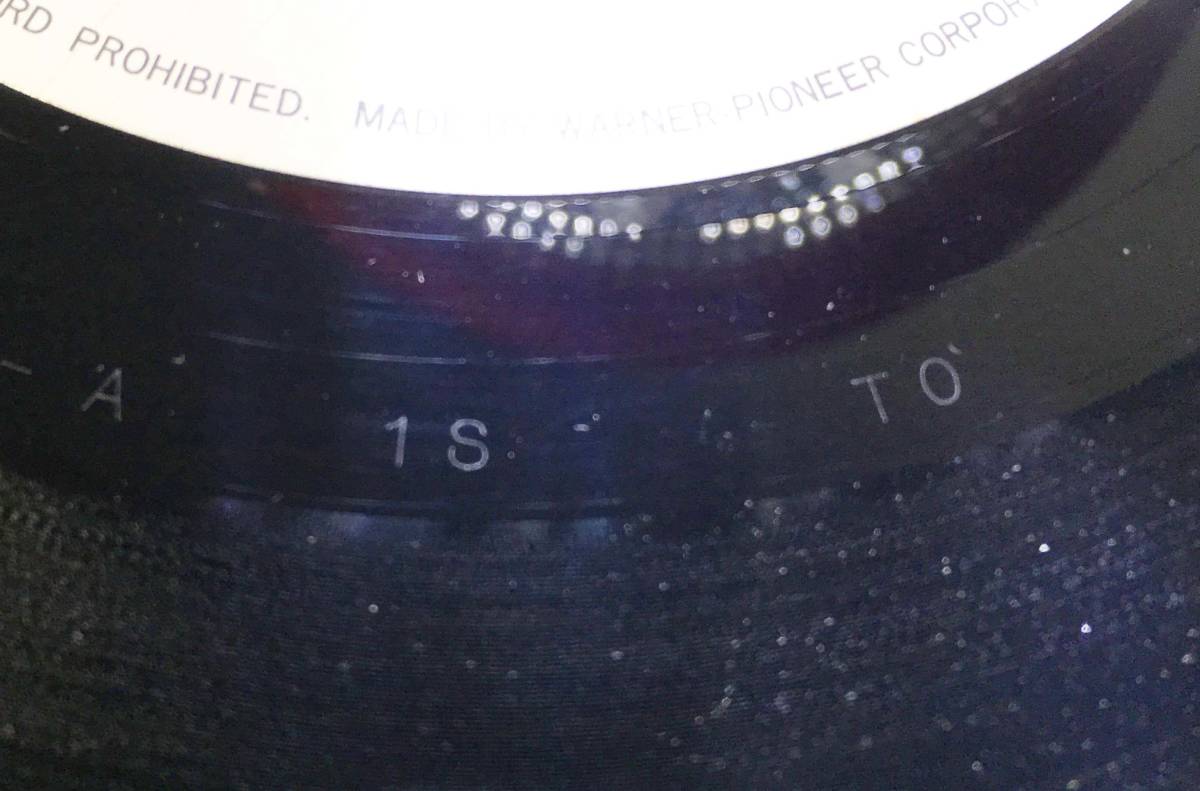 RD PROHIBITED. MADE BY WARNER-PIONEER CORPOR
- A 1S TO